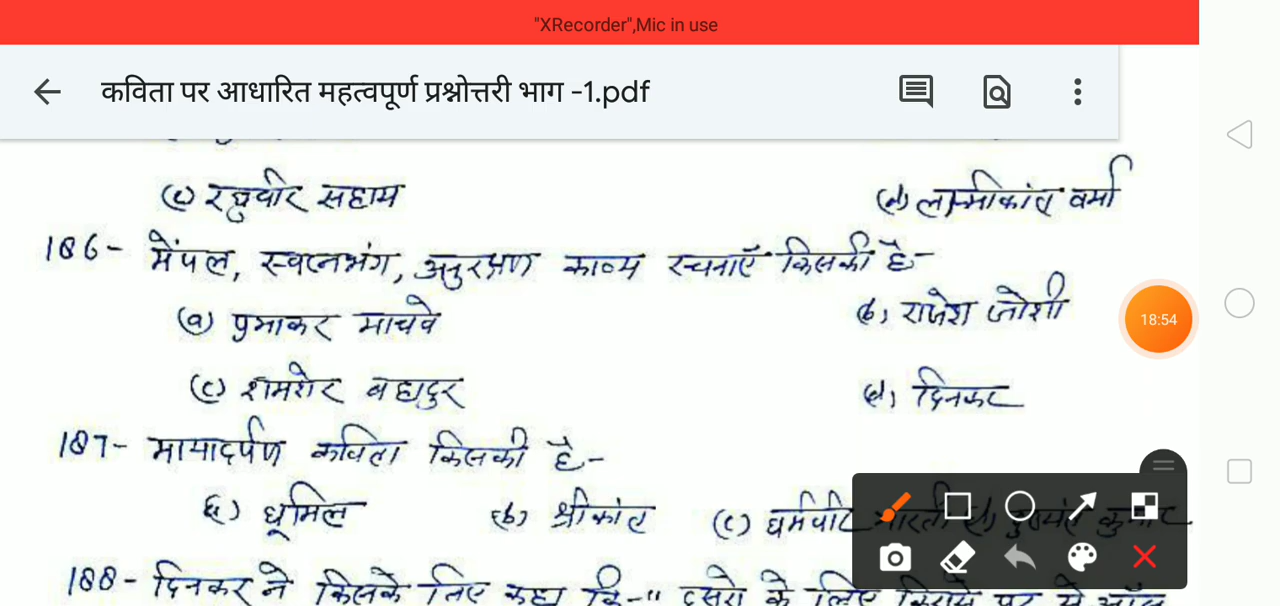 "XRecorder",Mic in use
कविता पर आधारित महत्वपूर्ण प्रश्नोत्तरी भाग -1.pdf
(c) रघुवीर सहाय (d) लक्ष्मीकांत वर्मा
186- मेंपल, स्वप्नभंग, अनुक्षण काव्य रचनाएँ किसकी है-
(a) प्रभाकर माचवे (b) राजेश जोशी
18:54
(c) शमशेर बहादुर (d) दिनकर
187- मायादर्पण कविता किसकी है-
(a) धूमिल (b) श्रीकांत (c) धर्मवीर भारती (d) दुष्यंत कुमार
188- दिनकर ने किसके लिए कहा कि-" दूसरो के लिए